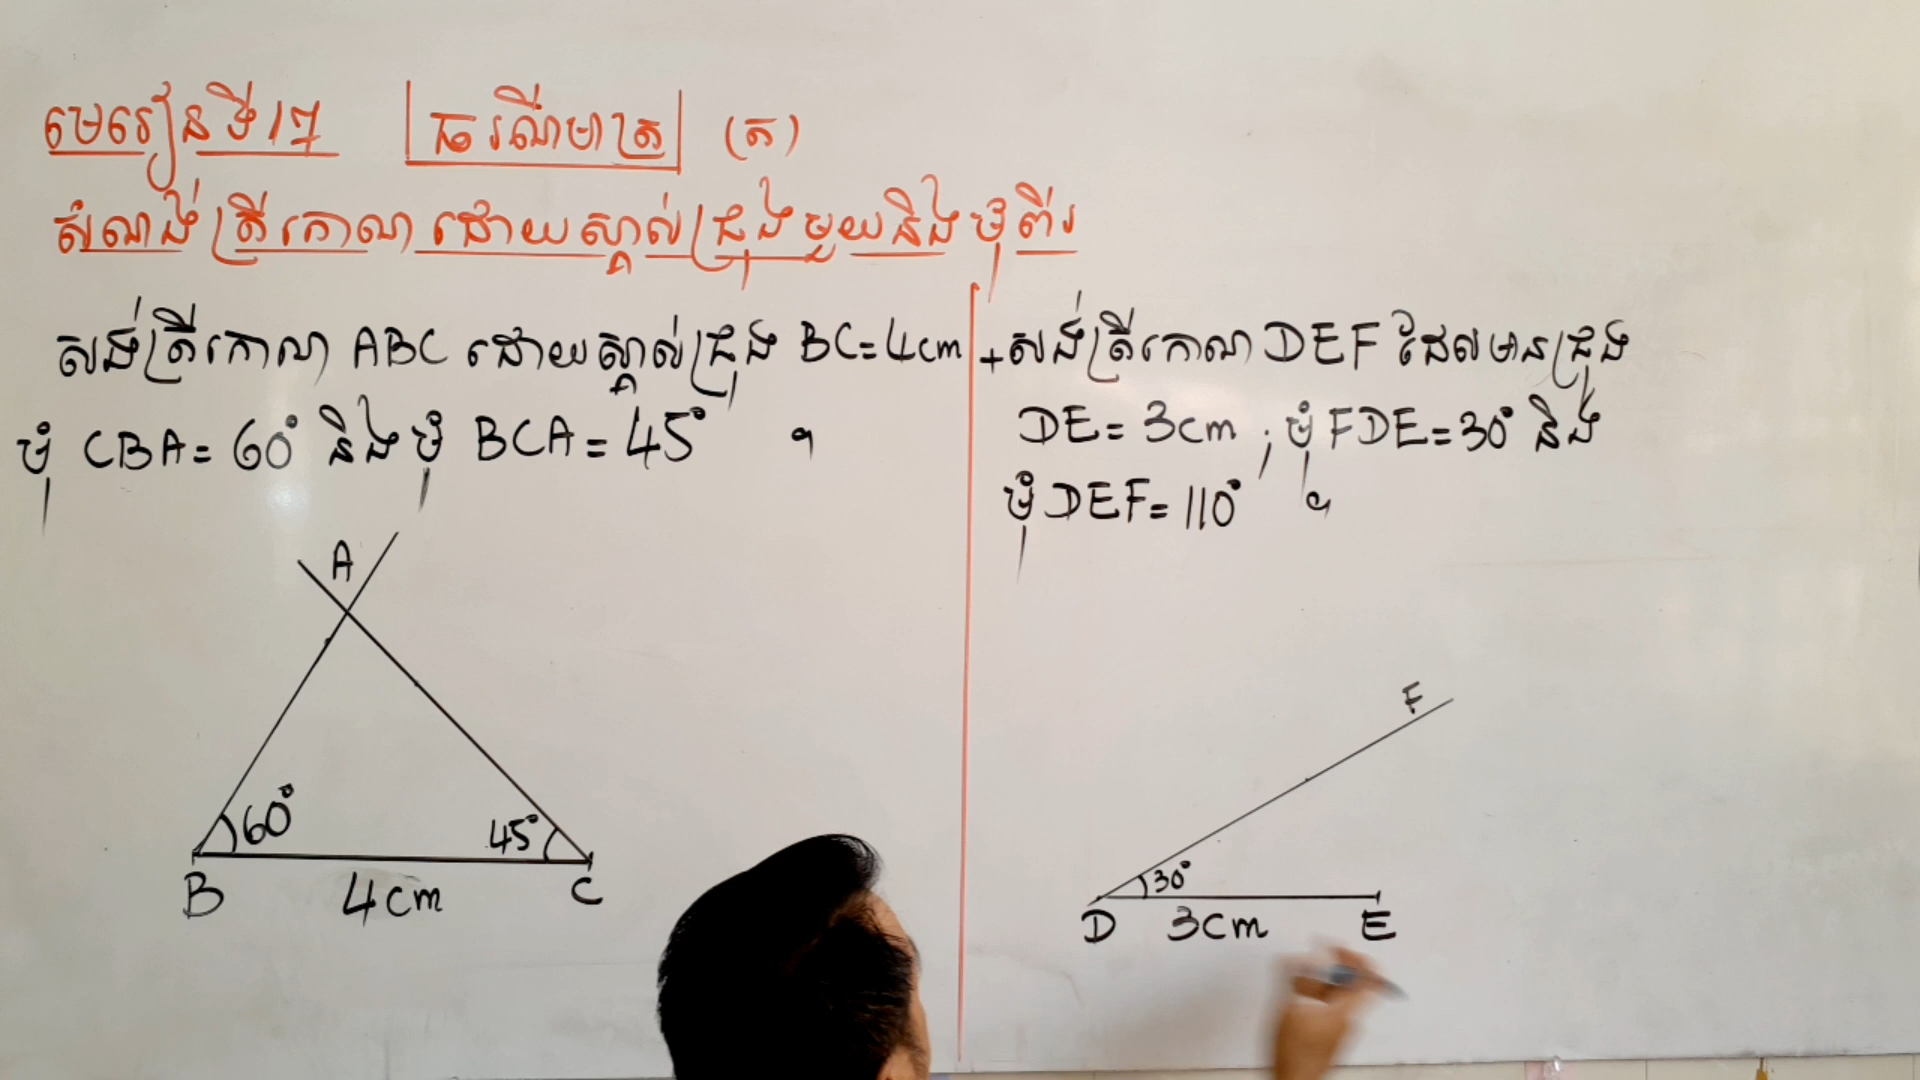 មេរៀនទី១៧ ធរណីមាត្រ (ត)
សំណង់ត្រីកោណដោយស្គាល់ជ្រុងមួយនិងមុំពីរ
សង់ត្រីកោណ ABC ដោយស្គាល់ជ្រុង BC=4cm
មុំ CBA=60° និងមុំ BCA=45° ។
A
60°
45°
B 4cm C
+សង់ត្រីកោណ DEF ដែលមានជ្រុង
DE=3cm ; មុំ FDE=30° និង
មុំ DEF=110° ។
F
30°
D 3cm E